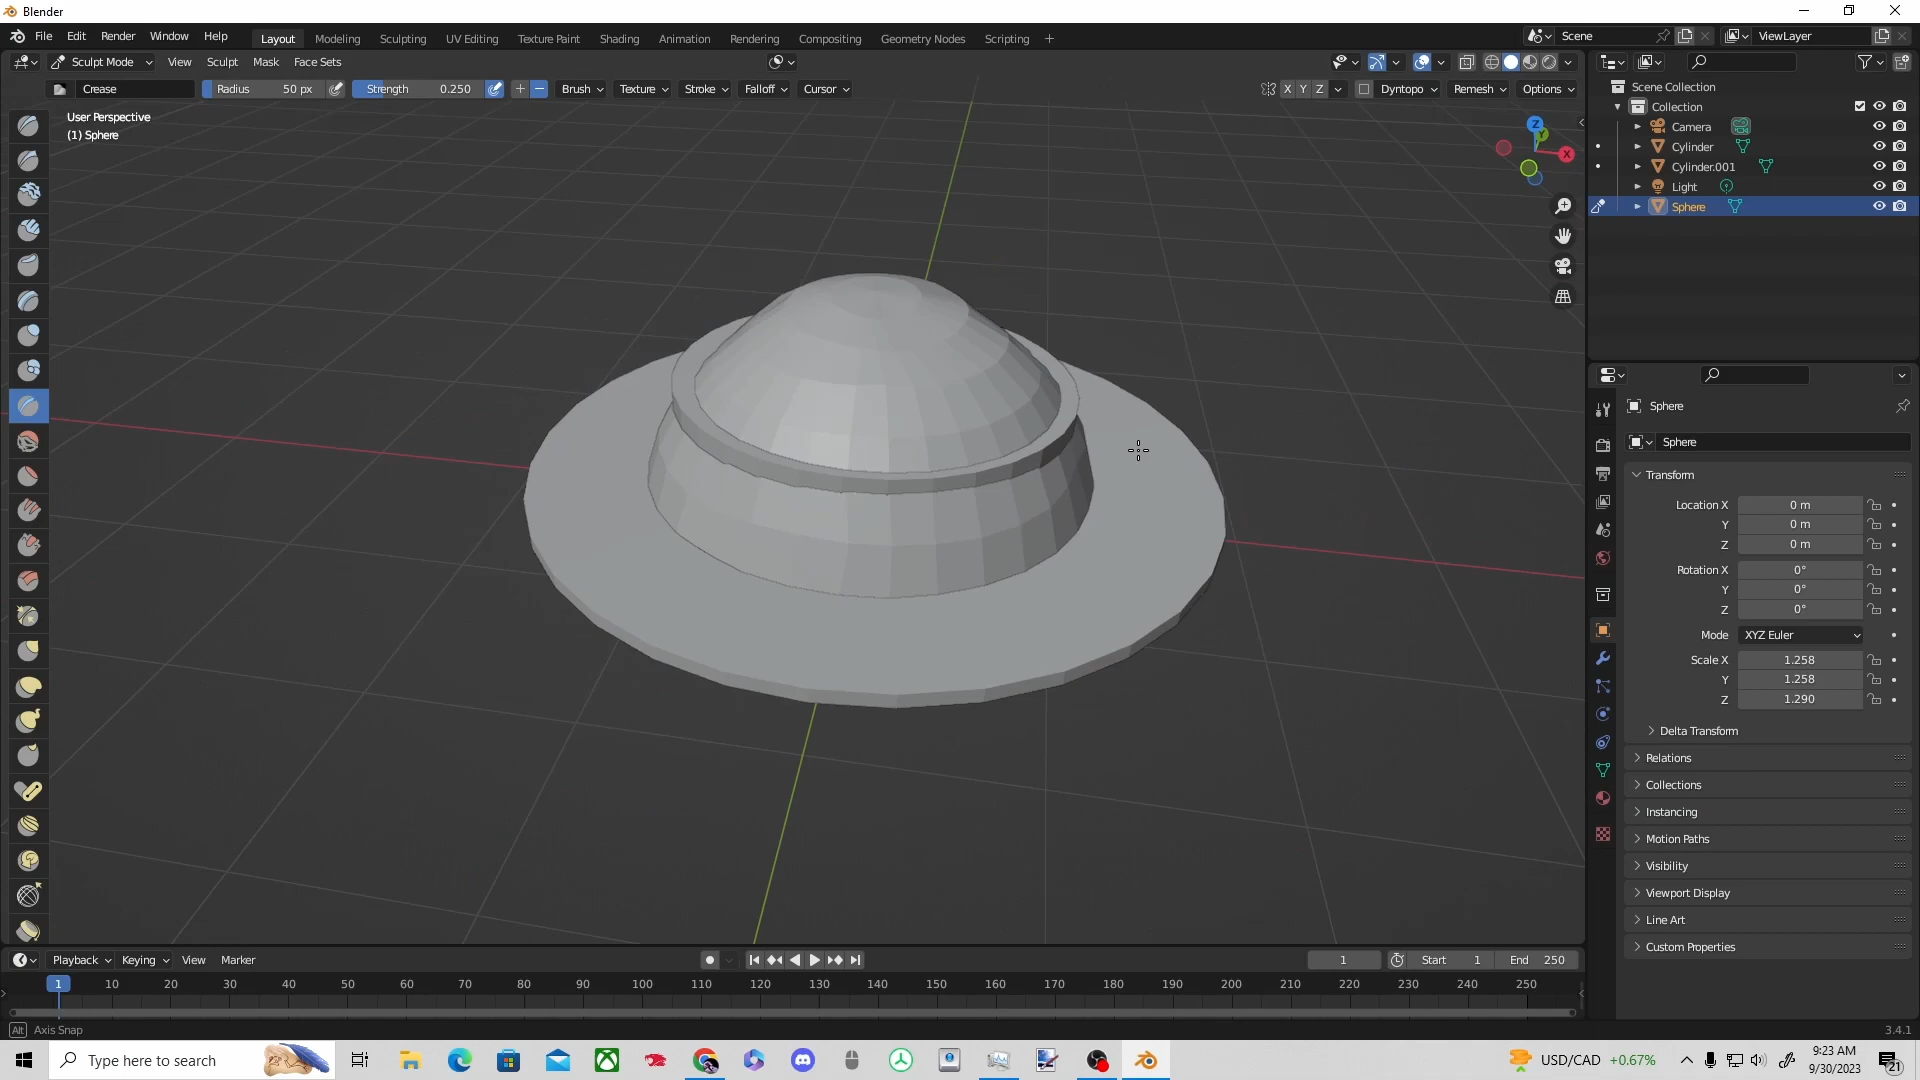 Blender
File Edit Render Window Help Layout Modeling Sculpting UV Editing Texture Paint Shading Animation Rendering Compositing Geometry Nodes Scripting + Scene ViewLayer
Sculpt Mode View Sculpt Mask Face Sets
Crease Radius 50 px Strength 0.250 + − Brush Texture Stroke Falloff Cursor X Y Z Dyntopo Remesh Options
User Perspective
(1) Sphere
Z
Y
X
Scene Collection
Collection
Camera
Cylinder
Cylinder.001
Light
Sphere
Sphere
Sphere
Transform
Location X 0 m
Y 0 m
Z 0 m
Rotation X 0°
Y 0°
Z 0°
Mode XYZ Euler
Scale X 1.258
Y 1.258
Z 1.290
Delta Transform
Relations
Collections
Instancing
Motion Paths
Visibility
Viewport Display
Line Art
Custom Properties
Playback Keying View Marker 1 Start 1 End 250
1 10 20 30 40 50 60 70 80 90 100 110 120 130 140 150 160 170 180 190 200 210 220 230 240 250
Alt Axis Snap 3.4.1
Type here to search USD/CAD +0.67% 9:23 AM
9/30/2023 21